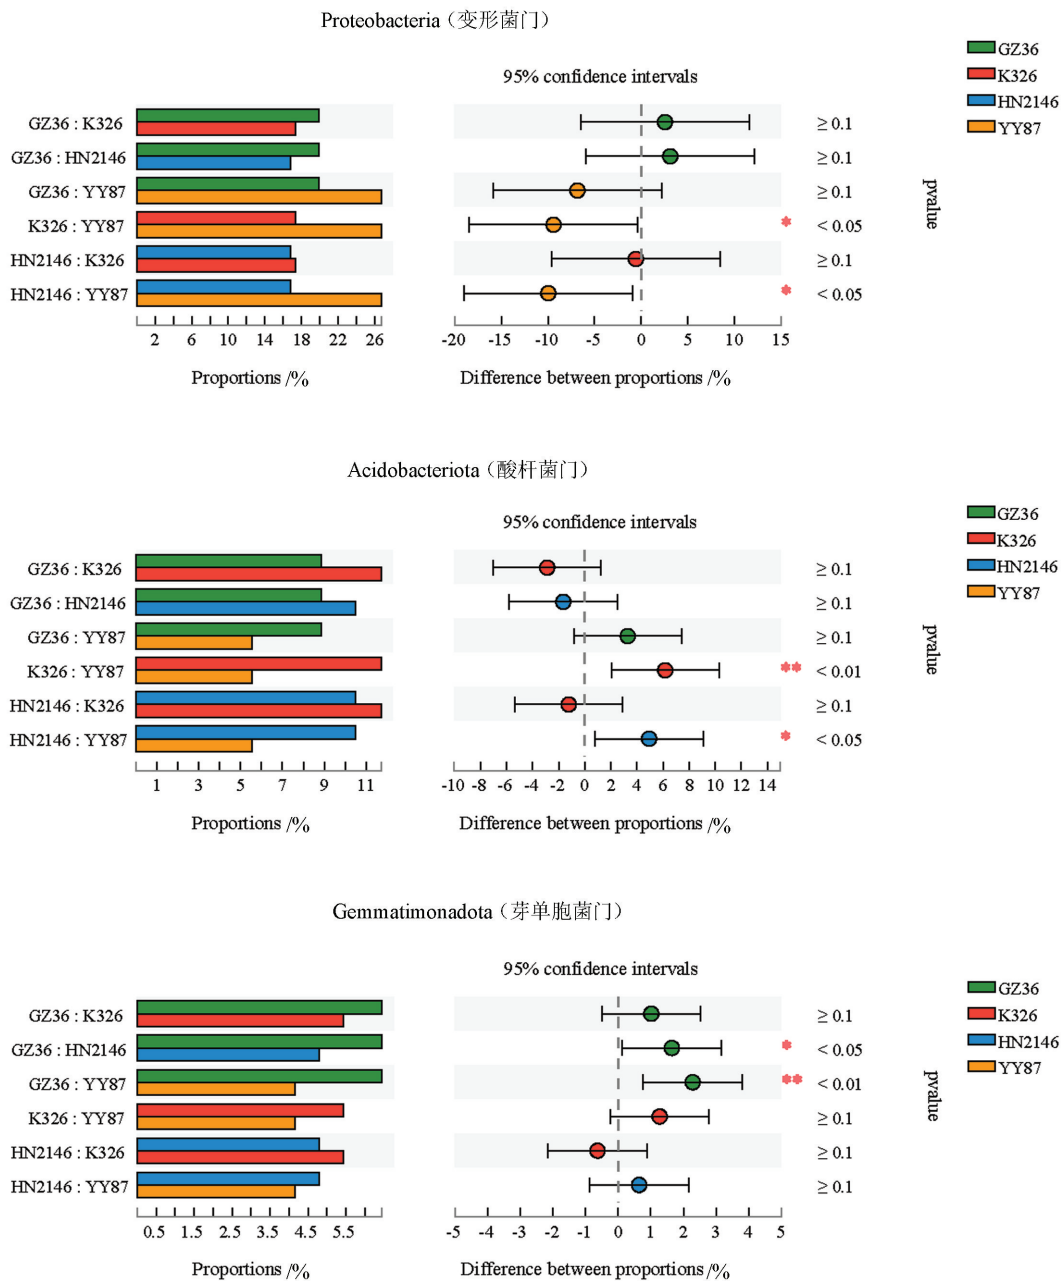 Proteobacteria（变形菌门）
95% confidence intervals
GZ36
K326
HN2146
YY87
GZ36 : K326 ≥ 0.1
GZ36 : HN2146 ≥ 0.1
GZ36 : YY87 ≥ 0.1
K326 : YY87 * < 0.05
HN2146 : K326 ≥ 0.1
HN2146 : YY87 * < 0.05
pvalue
2 6 10 14 18 22 26
-20 -15 -10 -5 0 5 10 15
Proportions /%
Difference between proportions /%
Acidobacteriota（酸杆菌门）
95% confidence intervals
GZ36
K326
HN2146
YY87
GZ36 : K326 ≥ 0.1
GZ36 : HN2146 ≥ 0.1
GZ36 : YY87 ≥ 0.1
K326 : YY87 ** < 0.01
HN2146 : K326 ≥ 0.1
HN2146 : YY87 * < 0.05
pvalue
1 3 5 7 9 11
-10 -8 -6 -4 -2 0 2 4 6 8 10 12 14
Proportions /%
Difference between proportions /%
Gemmatimonadota（芽单胞菌门）
95% confidence intervals
GZ36
K326
HN2146
YY87
GZ36 : K326 ≥ 0.1
GZ36 : HN2146 * < 0.05
GZ36 : YY87 ** < 0.01
K326 : YY87 ≥ 0.1
HN2146 : K326 ≥ 0.1
HN2146 : YY87 ≥ 0.1
pvalue
0.5 1.5 2.5 3.5 4.5 5.5
-5 -4 -3 -2 -1 0 1 2 3 4 5
Proportions /%
Difference between proportions /%